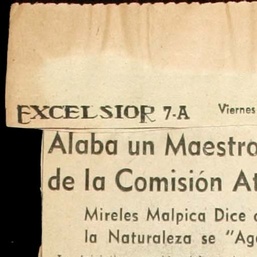 EXCELSIOR 7-A Viernes
Alaba un Maestro
de la Comisión At
Mireles Malpica Dice
la Naturaleza se "Ag